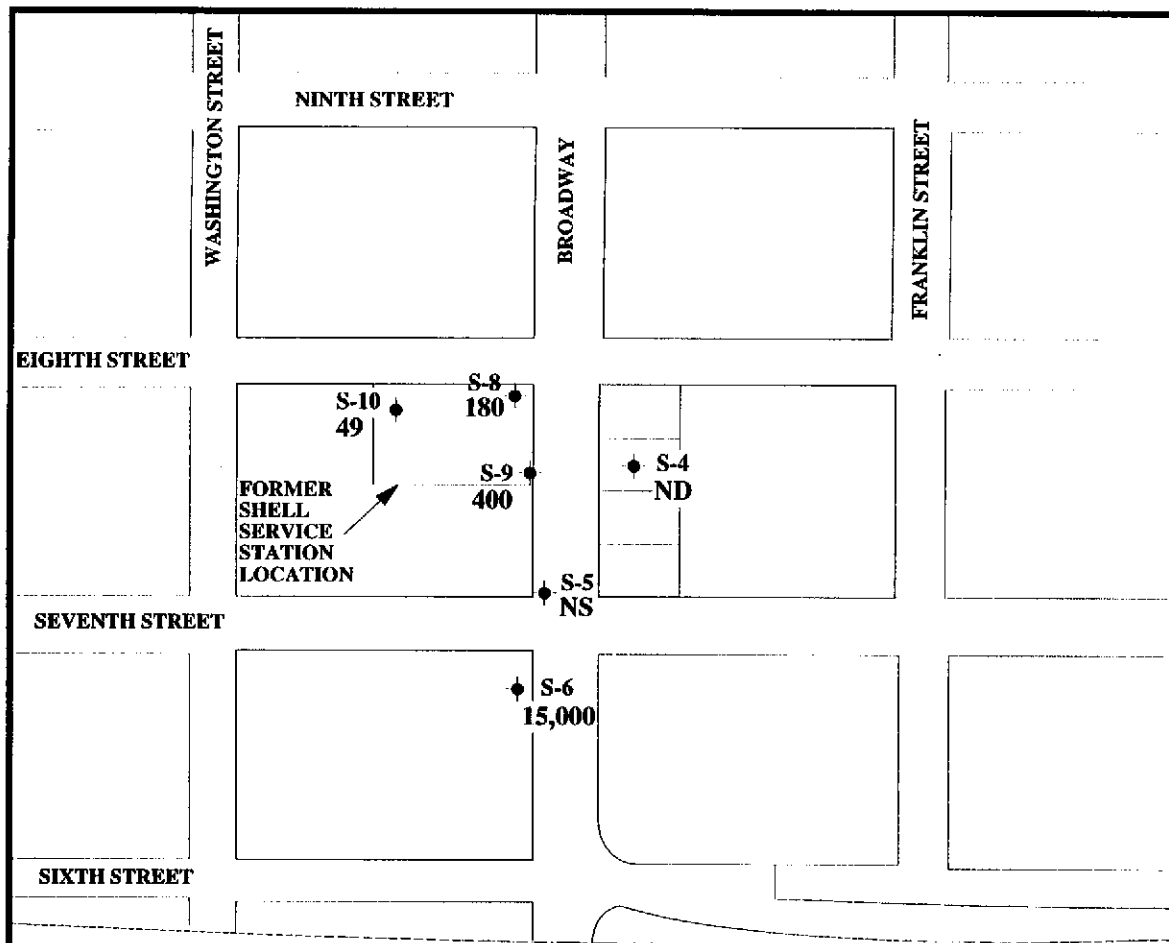 NINTH STREET
WASHINGTON STREET
BROADWAY
FRANKLIN STREET
EIGHTH STREET
S-8
180
S-10
49
S-9
400
S-4
ND
FORMER
SHELL
SERVICE
STATION
LOCATION
S-5
NS
SEVENTH STREET
S-6
15,000
SIXTH STREET